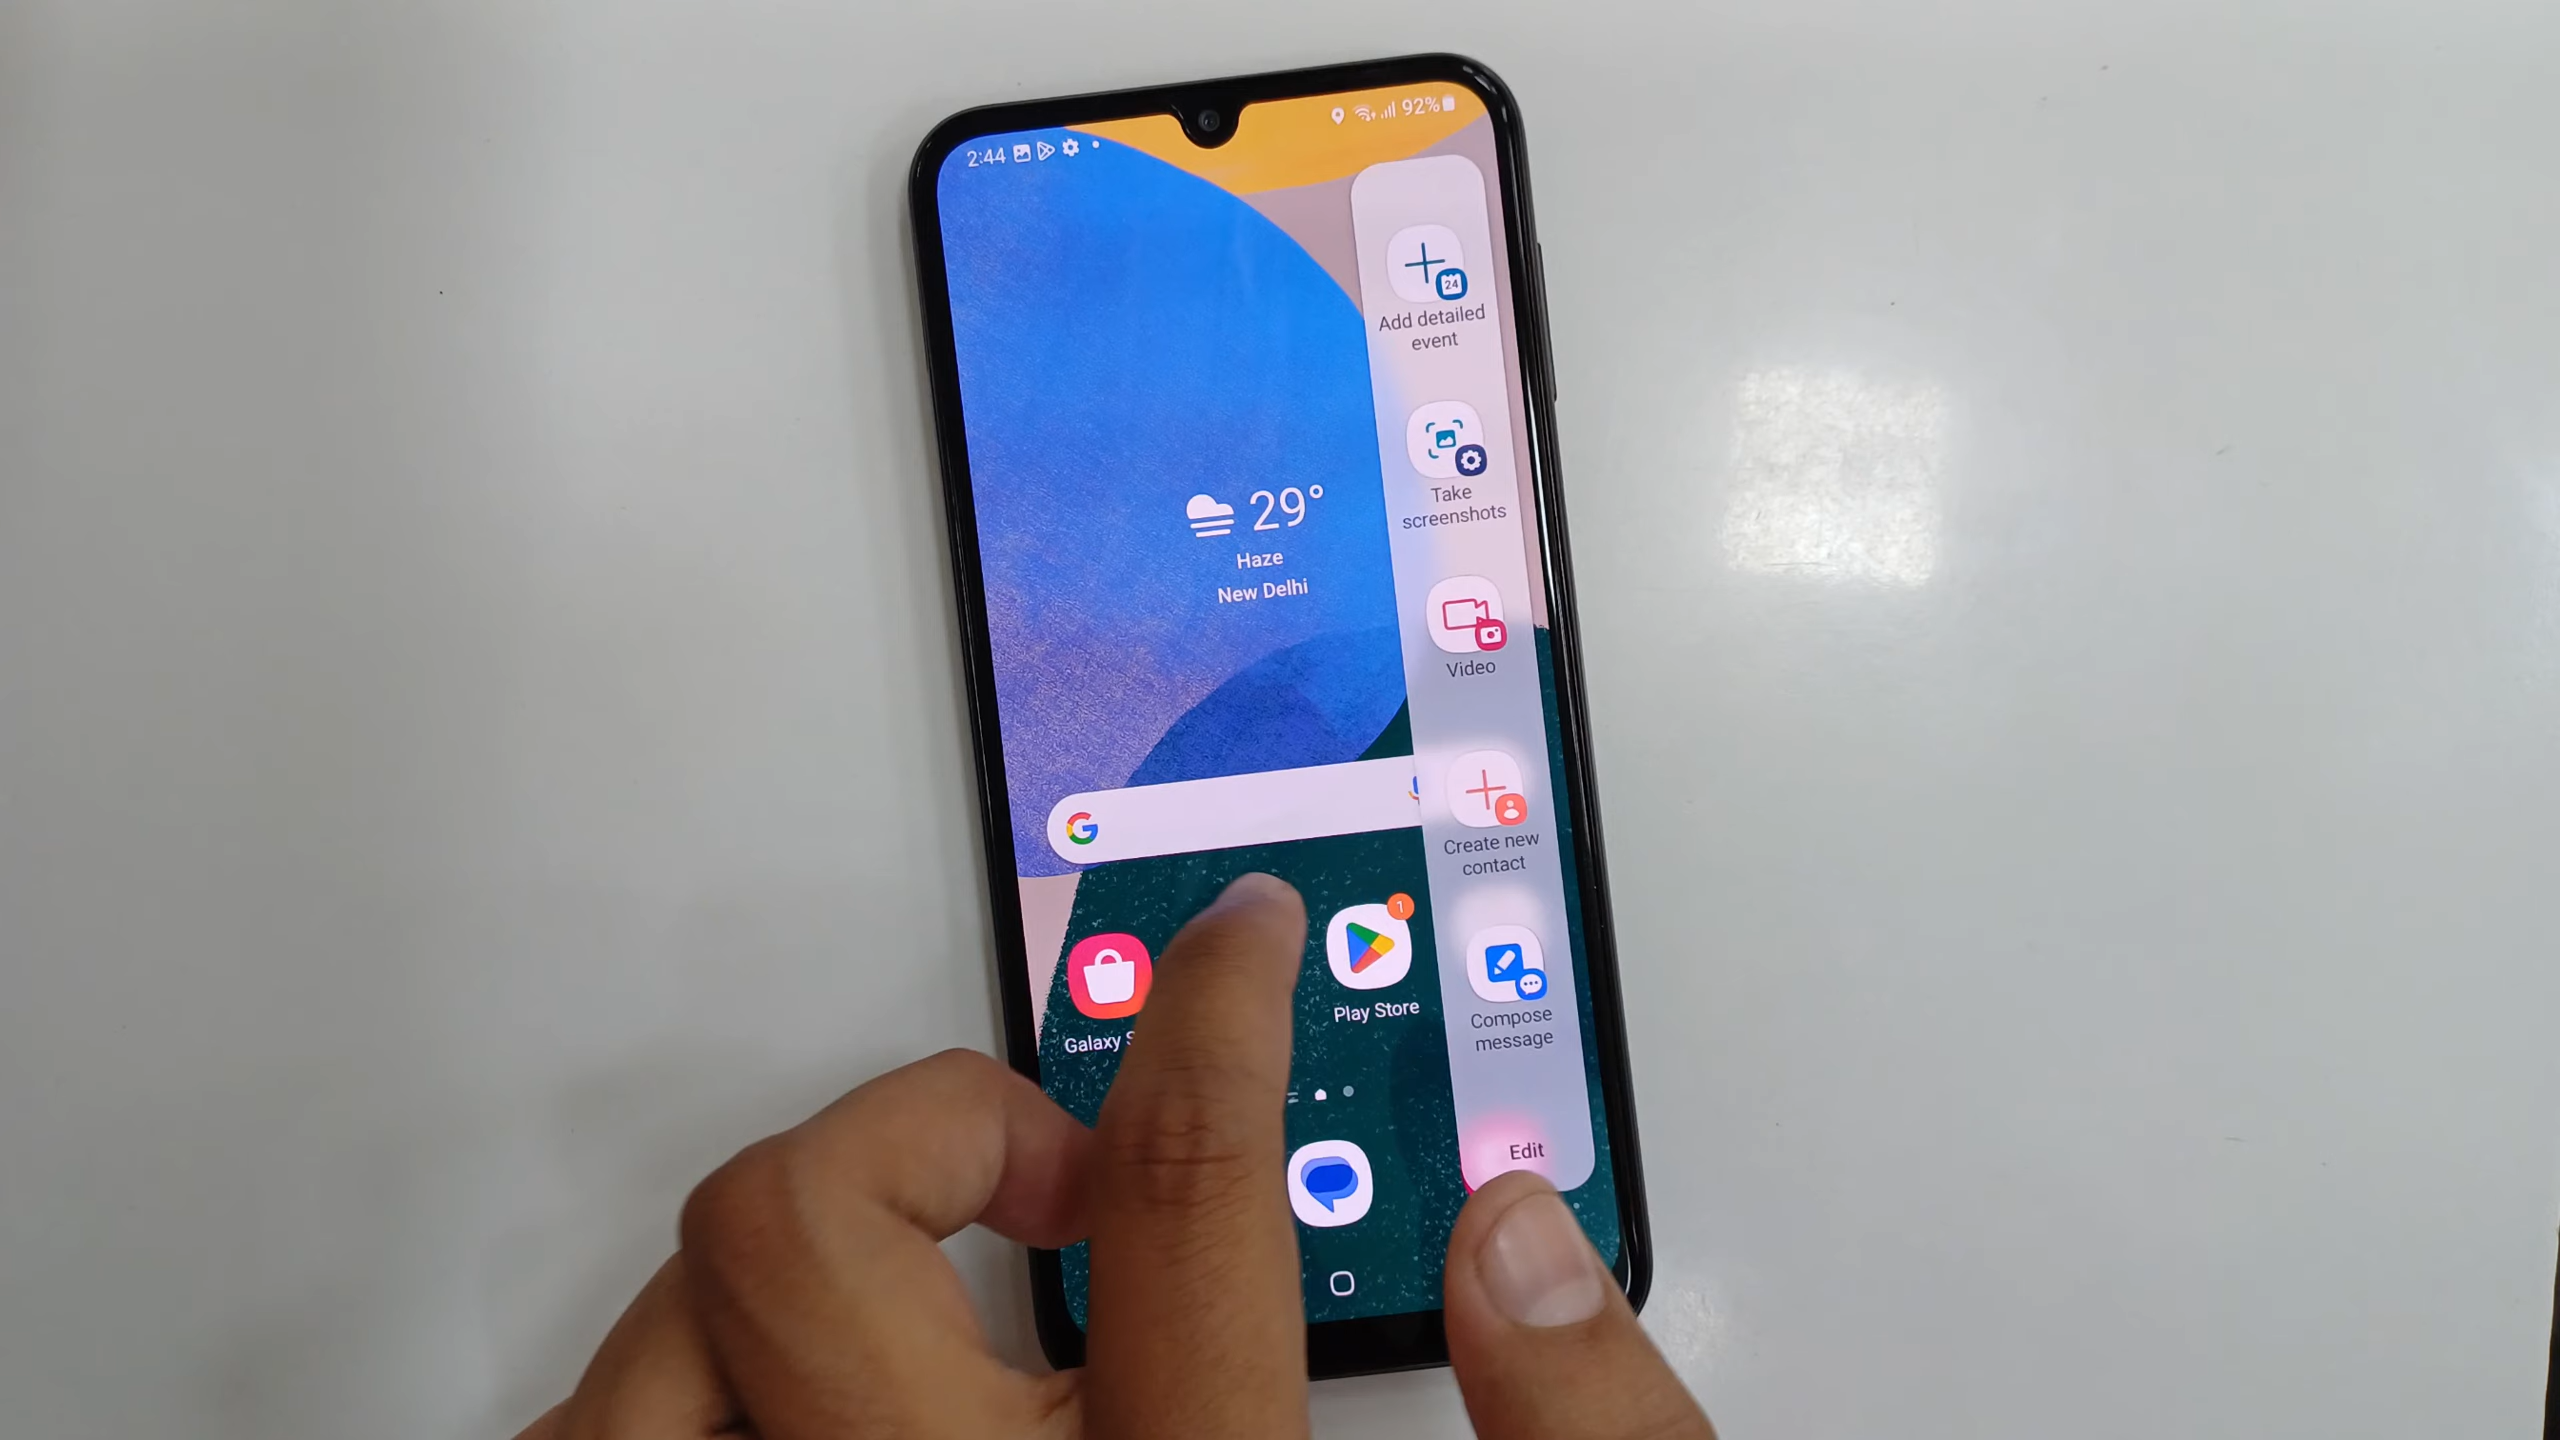 2:44
92%
24
Add detailed
event
Take
screenshots
29°
Haze
New Delhi
Video
G
Create new
contact
1
Galaxy
Play Store
Compose
message
Edit